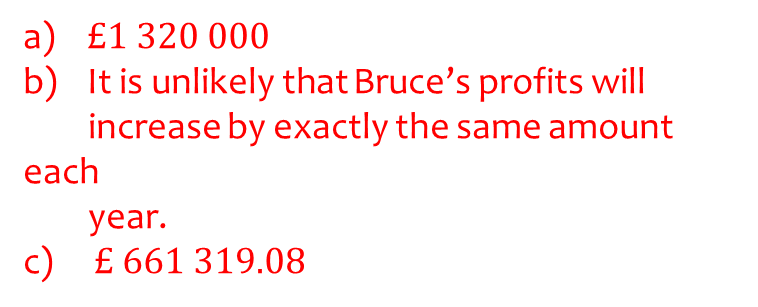 a) £1 320 000
b) It is unlikely that Bruce’s profits will
increase by exactly the same amount
each
year.
c) £ 661 319.08